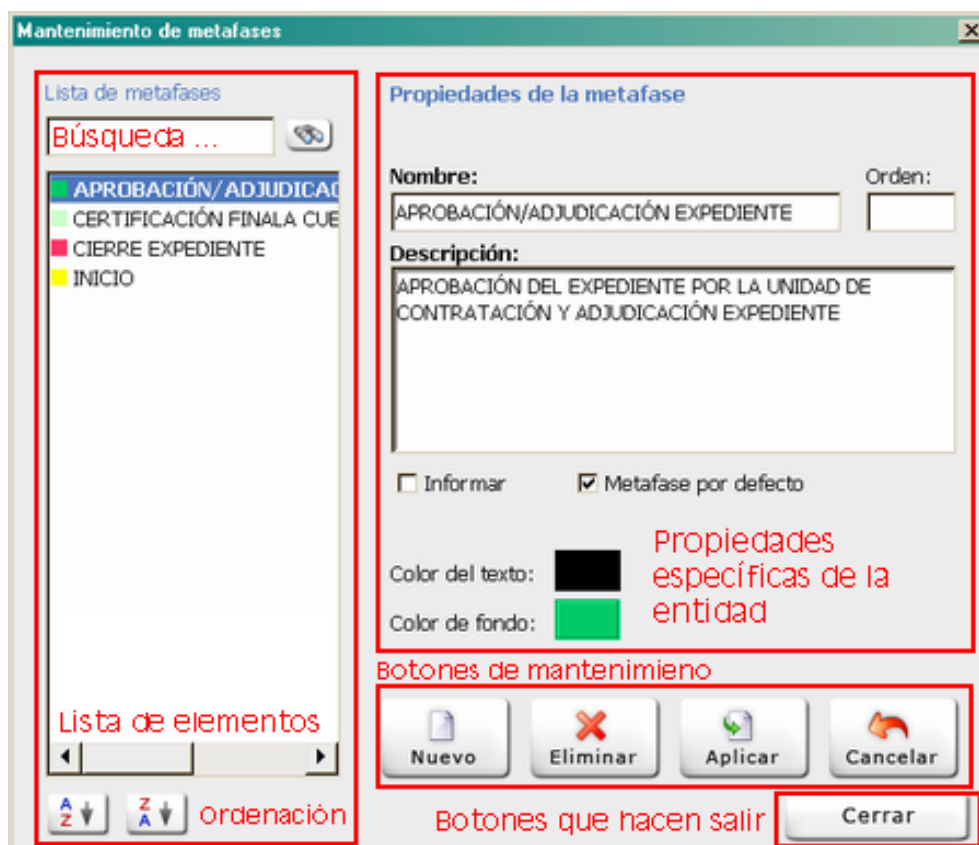 Mantenimiento de metafases
Lista de metafases
Búsqueda ...
APROBACIÓN/ADJUDICAC
CERTIFICACIÓN FINALA CUE
CIERRE EXPEDIENTE
INICIO
Lista de elementos
A Z
Z A
Ordenación
Propiedades de la metafase
Nombre:
Orden:
APROBACIÓN/ADJUDICACIÓN EXPEDIENTE
Descripción:
APROBACIÓN DEL EXPEDIENTE POR LA UNIDAD DE
CONTRATACIÓN Y ADJUDICACIÓN EXPEDIENTE
Informar
Metafase por defecto
Color del texto:
Color de fondo:
Propiedades
específicas de la
entidad
Botones de mantenimieno
Nuevo
Eliminar
Aplicar
Cancelar
Botones que hacen salir
Cerrar